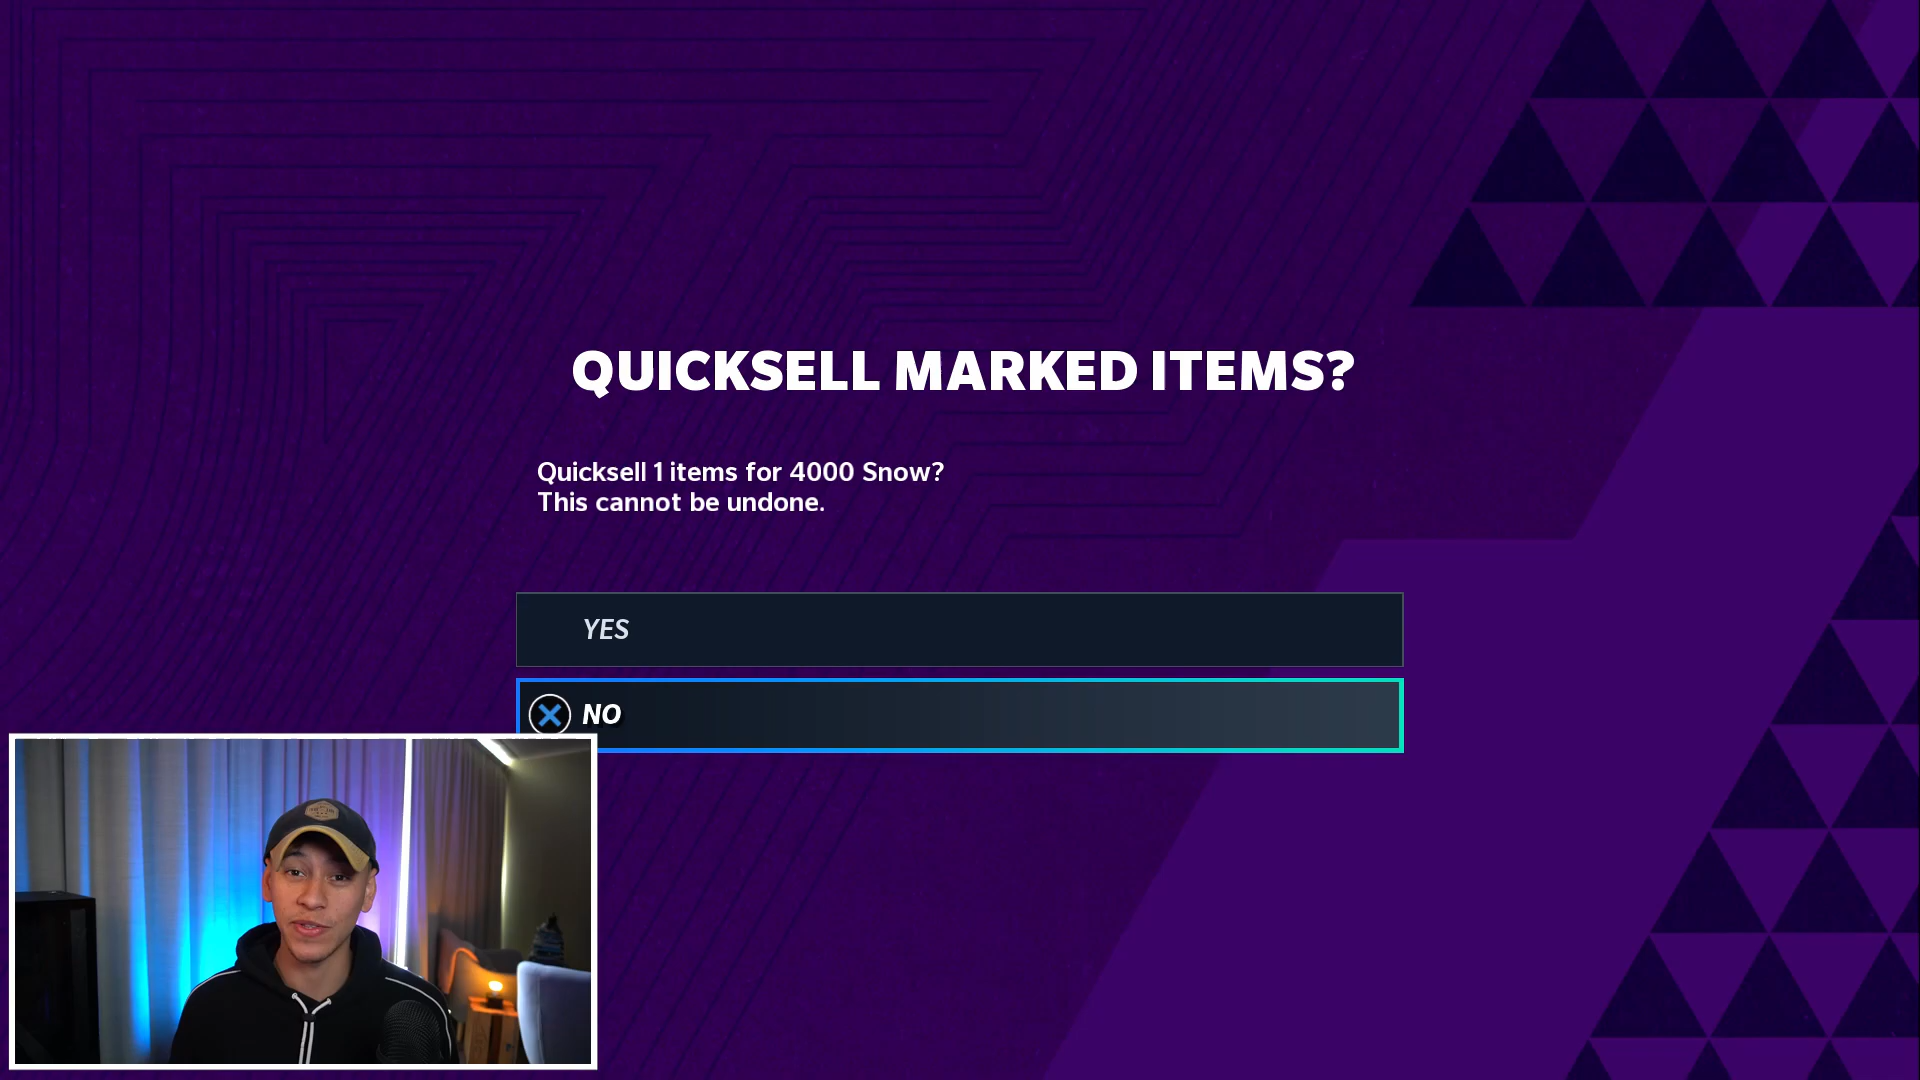 QUICKSELL MARKED ITEMS?
Quicksell 1 items for 4000 Snow?
This cannot be undone.
YES
NO